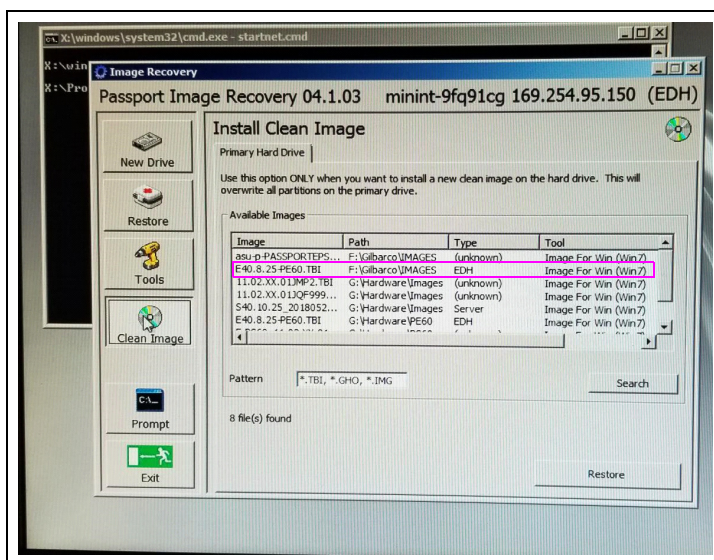 X:\windows\system32\cmd.exe - startnet.cmd
X:\win
X:\Pro
Image Recovery
Passport Image Recovery 04.1.03 minint-9fq91cg 169.254.95.150 (EDH)
New Drive
Restore
Tools
Clean Image
C:\_
Prompt
Exit
Install Clean Image
Primary Hard Drive
Use this option ONLY when you want to install a new clean image on the hard drive. This will
overwrite all partitions on the primary drive.
Available Images
Image Path Type Tool
asu-p-PASSPORTEPS... F:\Gilbarco\IMAGES (unknown) Image For Win (Win7)
E40.8.25-PE60.TBI F:\Gilbarco\IMAGES EDH Image For Win (Win7)
11.02.XX.01JMP2.TBI G:\Hardware\Images (unknown) Image For Win (Win7)
11.02.XX.01JQF999... G:\Hardware\Images (unknown) Image For Win (Win7)
S40.10.25_2018052... G:\Hardware\Images Server Image For Win (Win7)
E40.8.25-PE60.TBI G:\Hardware\PE60 EDH Image For Win (Win7)
Pattern *.TBI, *.GHO, *.IMG Search
8 file(s) found
Restore